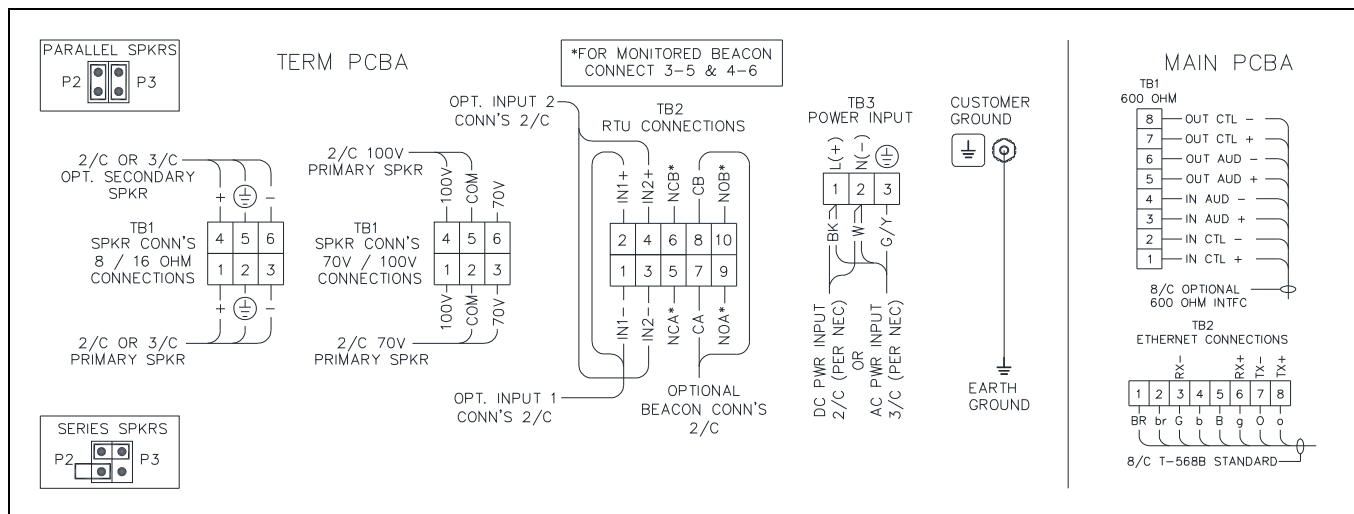 PARALLEL SPKRS
P2 P3
TERM PCBA
*FOR MONITORED BEACON
CONNECT 3-5 & 4-6
MAIN PCBA
2/C OR 3/C
OPT. SECONDARY
SPKR
+ -
TB1
SPKR CONN'S
8 / 16 OHM
CONNECTIONS
4 5 6
1 2 3
+ -
2/C OR 3/C
PRIMARY SPKR
2/C 100V
PRIMARY SPKR
100V COM 70V
TB1
SPKR CONN'S
70V / 100V
CONNECTIONS
4 5 6
1 2 3
100V COM 70V
2/C 70V
PRIMARY SPKR
OPT. INPUT 2
CONN'S 2/C
TB2
RTU CONNECTIONS
IN1+ IN2+ NCB* CB NOB*
2 4 6 8 10
1 3 5 7 9
IN1- IN2- NCA* CA NOA*
OPT. INPUT 1
CONN'S 2/C
OPTIONAL
BEACON CONN'S
2/C
TB3
POWER INPUT
L(+) N(-)
1 2 3
BK W G/Y
DC PWR INPUT
2/C (PER NEC)
OR
AC PWR INPUT
3/C (PER NEC)
CUSTOMER
GROUND
EARTH
GROUND
TB1
600 OHM
8 OUT CTL -
7 OUT CTL +
6 OUT AUD -
5 OUT AUD +
4 IN AUD -
3 IN AUD +
2 IN CTL -
1 IN CTL +
8/C OPTIONAL
600 OHM INTFC
TB2
ETHERNET CONNECTIONS
RX- RX+ TX- TX+
1 2 3 4 5 6 7 8
BR br G b B g O o
8/C T-568B STANDARD
SERIES SPKRS
P2 P3